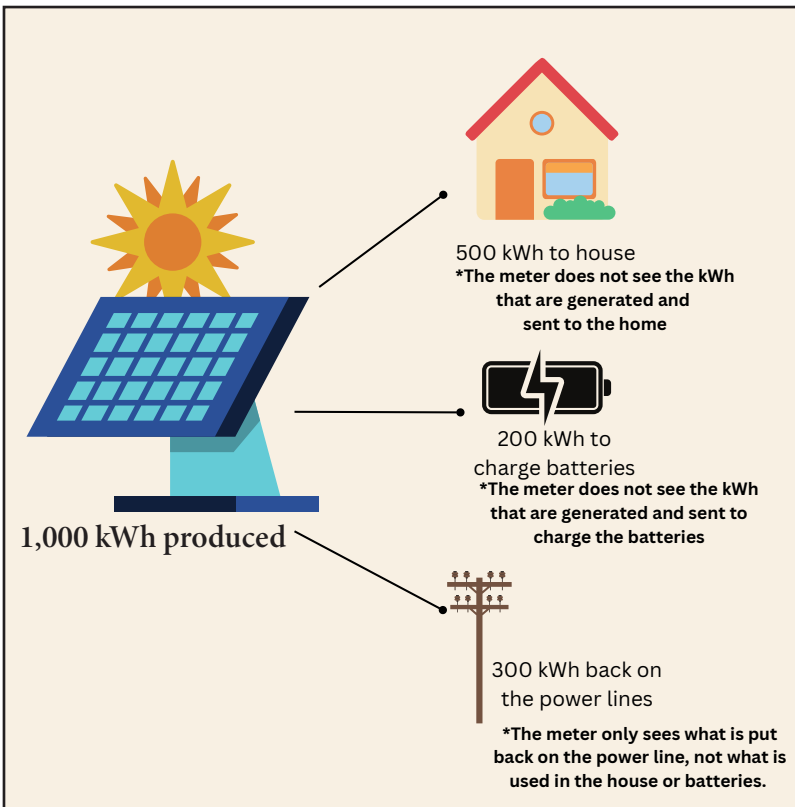 500 kWh to house
*The meter does not see the kWh
that are generated and
sent to the home
200 kWh to
charge batteries
*The meter does not see the kWh
that are generated and sent to
charge the batteries
1,000 kWh produced
300 kWh back on
the power lines
*The meter only sees what is put
back on the power line, not what is
used in the house or batteries.